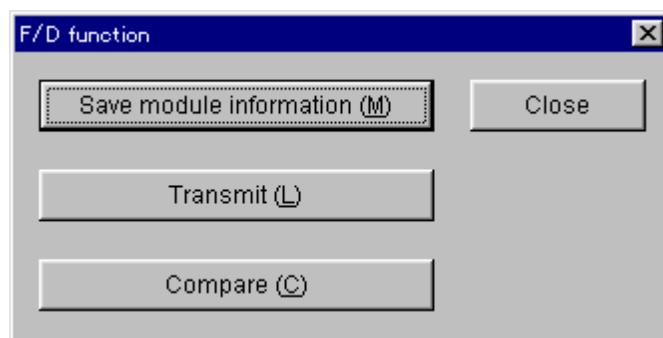 F/D function
Save module information (M)
Close
Transmit (L)
Compare (C)